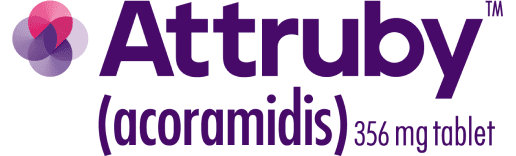 Attruby™
(acoramidis) 356 mg tablet